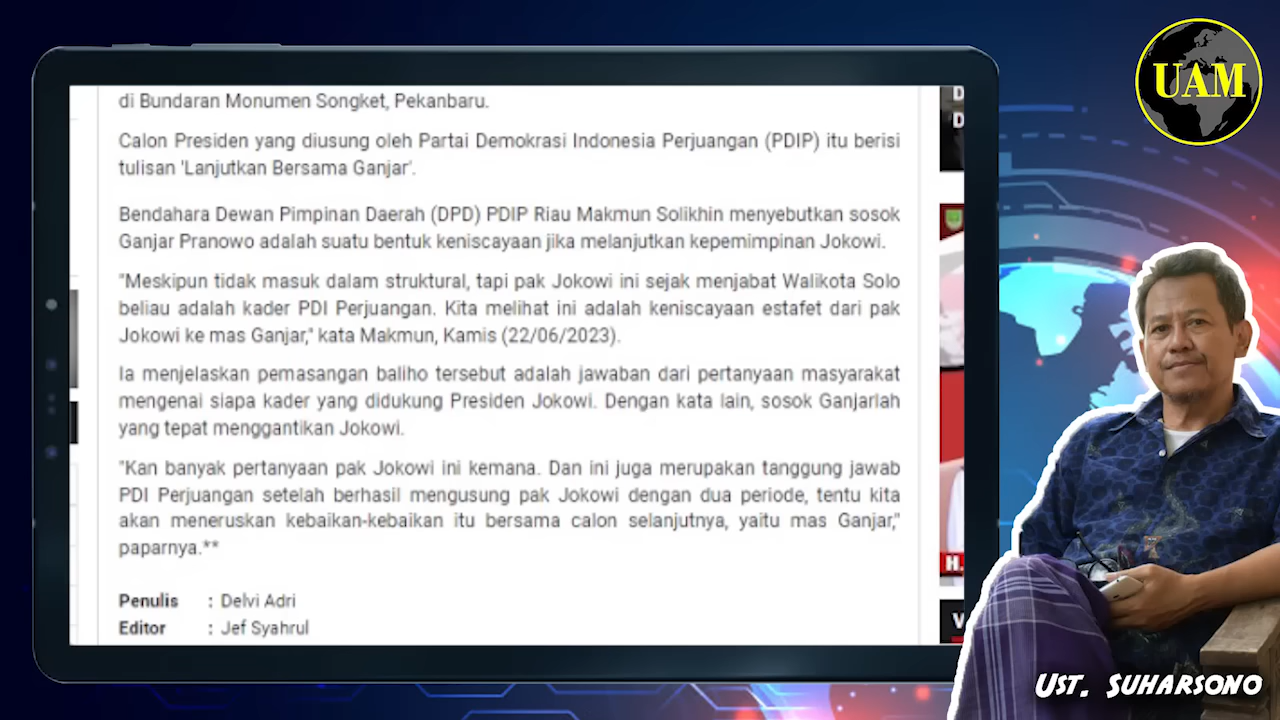 UAM
di Bundaran Monumen Songket, Pekanbaru.
Calon Presiden yang diusung oleh Partai Demokrasi Indonesia Perjuangan (PDIP) itu berisi
tulisan 'Lanjutkan Bersama Ganjar'.
Bendahara Dewan Pimpinan Daerah (DPD) PDIP Riau Makmun Solikhin menyebutkan sosok
Ganjar Pranowo adalah suatu bentuk keniscayaan jika melanjutkan kepemimpinan Jokowi.
"Meskipun tidak masuk dalam struktural, tapi pak Jokowi ini sejak menjabat Walikota Solo
beliau adalah kader PDI Perjuangan. Kita melihat ini adalah keniscayaan estafet dari pak
Jokowi ke mas Ganjar," kata Makmun, Kamis (22/06/2023).
Ia menjelaskan pemasangan baliho tersebut adalah jawaban dari pertanyaan masyarakat
mengenai siapa kader yang didukung Presiden Jokowi. Dengan kata lain, sosok Ganjarlah
yang tepat menggantikan Jokowi.
"Kan banyak pertanyaan pak Jokowi ini kemana. Dan ini juga merupakan tanggung jawab
PDI Perjuangan setelah berhasil mengusung pak Jokowi dengan dua periode, tentu kita
akan meneruskan kebaikan-kebaikan itu bersama calon selanjutnya, yaitu mas Ganjar,"
paparnya.**
Penulis : Delvi Adri
Editor : Jef Syahrul
D
D
H.
V
Ust. Suharsono